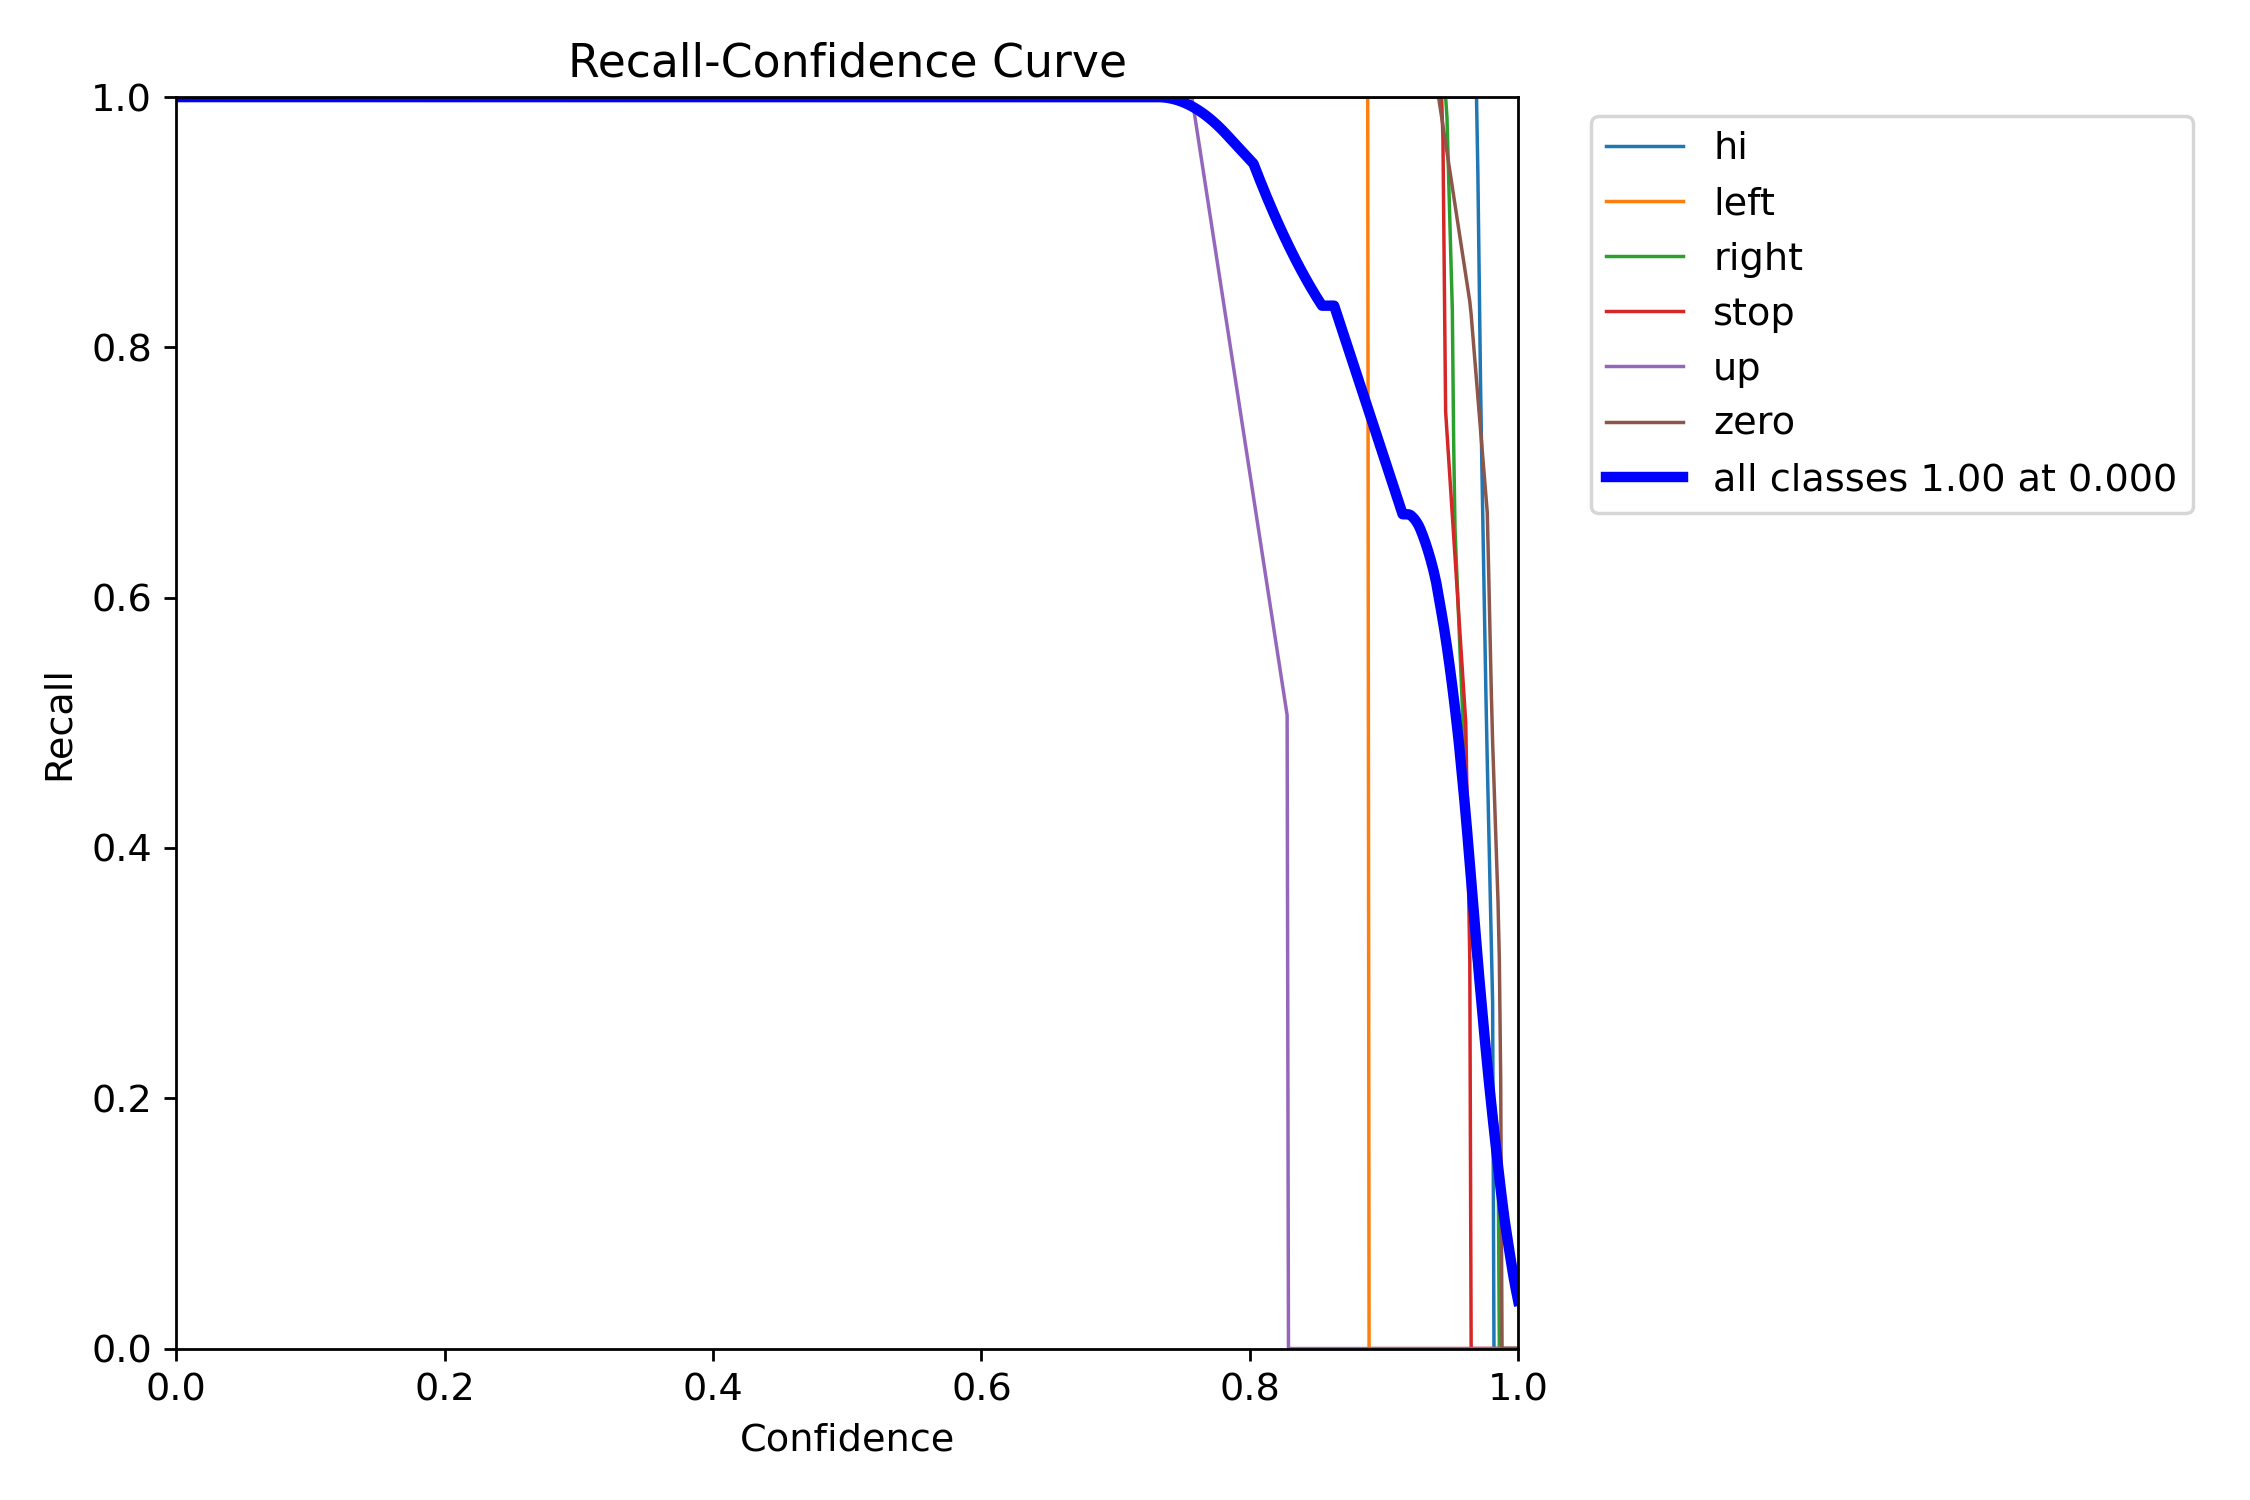 Recall-Confidence Curve
1.0
0.8
0.6
0.4
0.2
0.0
Recall
0.0 0.2 0.4 0.6 0.8 1.0
Confidence
hi
left
right
stop
up
zero
all classes 1.00 at 0.000